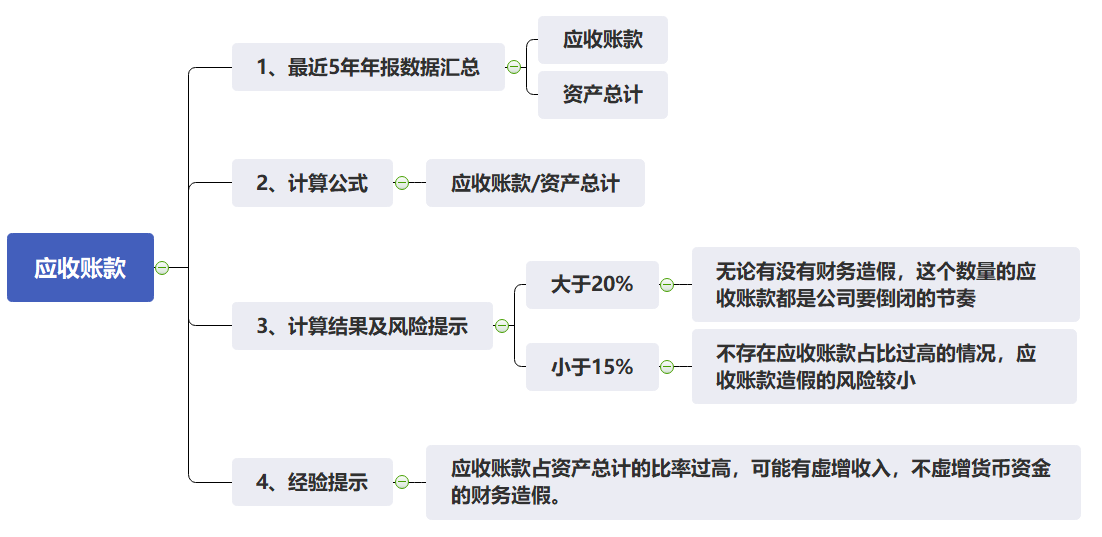 应收账款
1、最近5年年报数据汇总
应收账款
资产总计
2、计算公式
应收账款/资产总计
3、计算结果及风险提示
大于20%
无论有没有财务造假，这个数量的应
收账款都是公司要倒闭的节奏
小于15%
不存在应收账款占比过高的情况，应
收账款造假的风险较小
4、经验提示
应收账款占资产总计的比率过高，可能有虚增收入，不虚增货币资金
的财务造假。